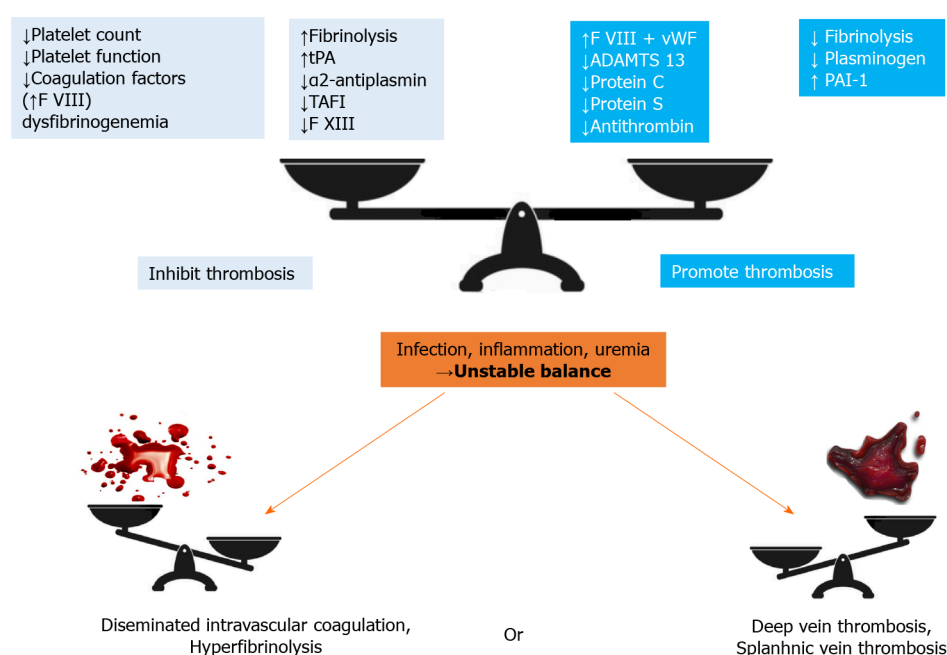 ↓Platelet count
↓Platelet function
↓Coagulation factors
(↑F VIII)
dysfibrinogenemia
↑Fibrinolysis
↑tPA
↓α2-antiplasmin
↓TAFI
↓F XIII
↑F VIII + vWF
↓ADAMTS 13
↓Protein C
↓Protein S
↓Antithrombin
↓ Fibrinolysis
↓ Plasminogen
↑ PAI-1
Inhibit thrombosis
Promote thrombosis
Infection, inflammation, uremia
→Unstable balance
Diseminated intravascular coagulation,
Hyperfibrinolysis
Or
Deep vein thrombosis,
Splanhnic vein thrombosis